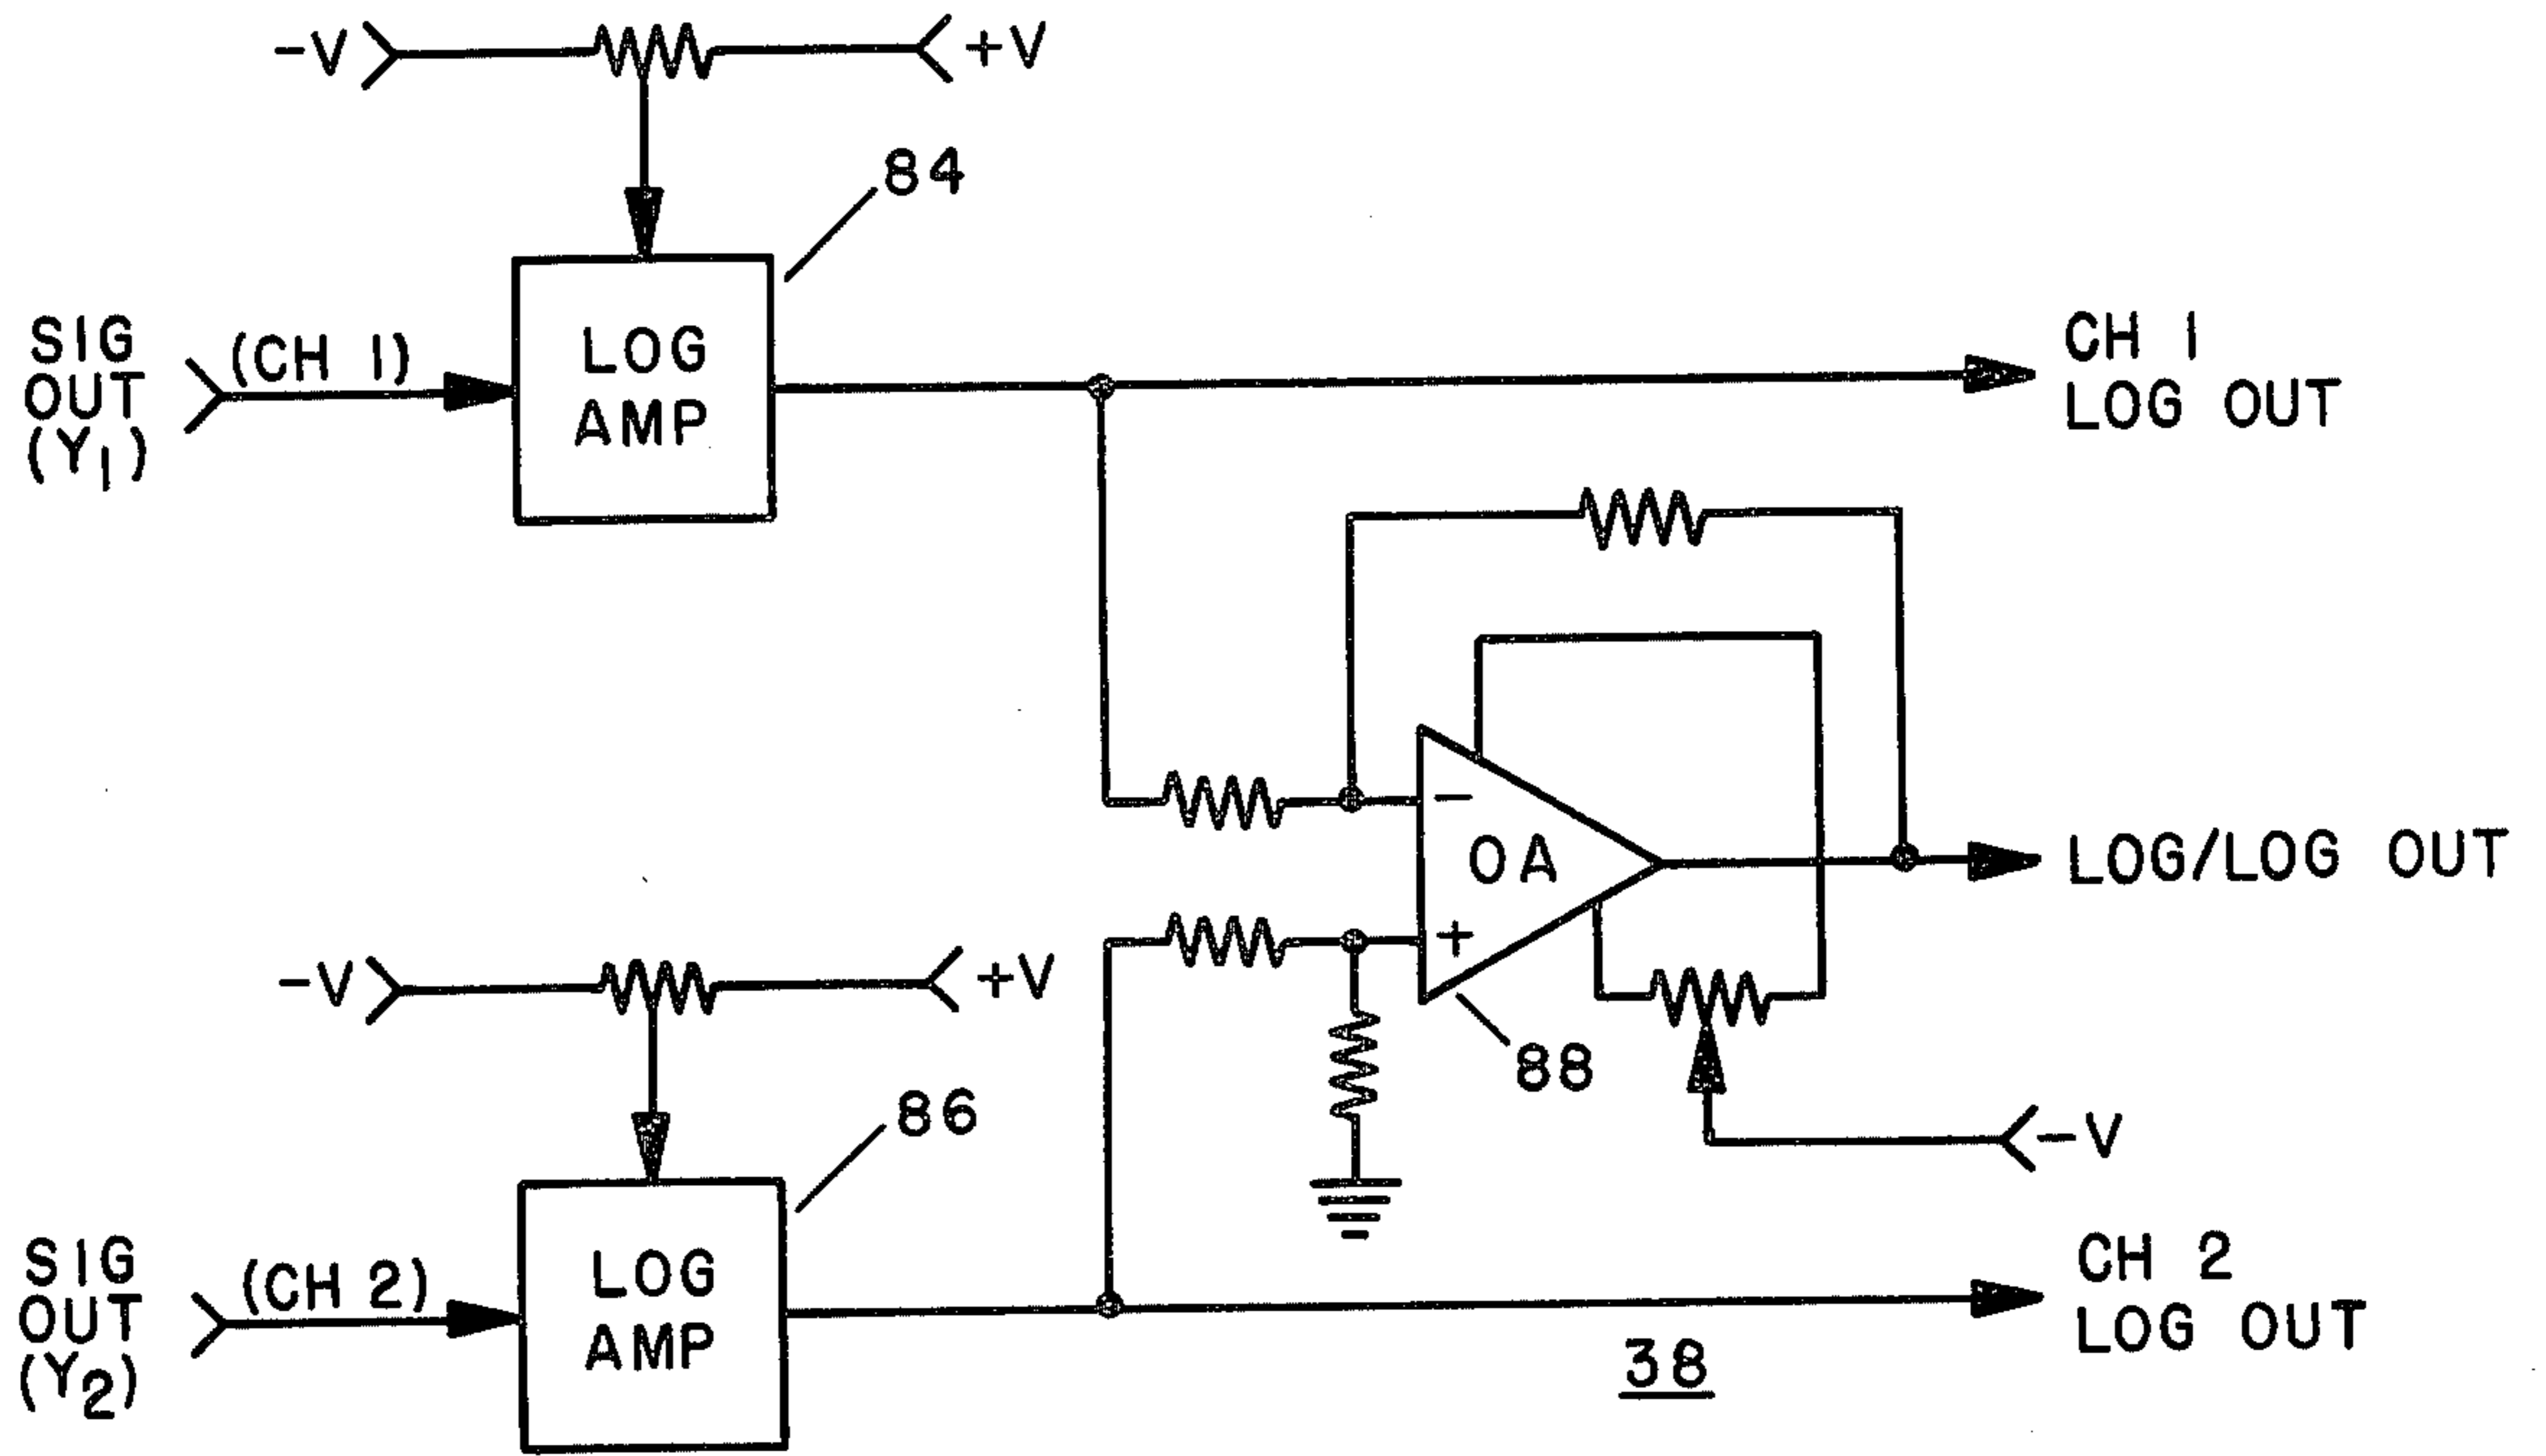 -V
+V
84
SIG
OUT
(Y1)
(CH 1)
LOG
AMP
CH 1
LOG OUT
-
OA
+
LOG/LOG OUT
88
-V
-V
+V
86
SIG
OUT
(Y2)
(CH 2)
LOG
AMP
CH 2
LOG OUT
38